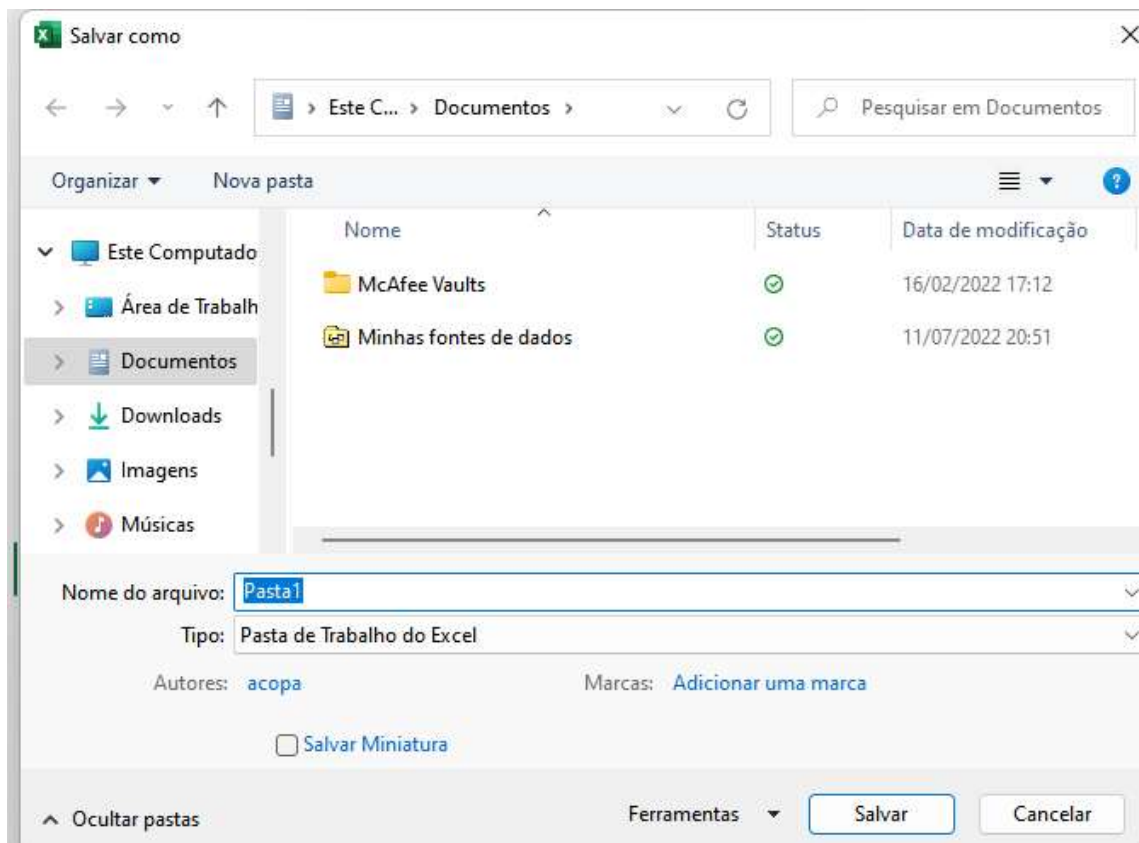 Salvar como
Este C... > Documentos >
Pesquisar em Documentos
Organizar
Nova pasta
Nome
Status
Data de modificação
Este Computado
Área de Trabalh
Documentos
Downloads
Imagens
Músicas
McAfee Vaults
16/02/2022 17:12
Minhas fontes de dados
11/07/2022 20:51
Nome do arquivo: Pasta1
Tipo: Pasta de Trabalho do Excel
Autores: acopa
Marcas: Adicionar uma marca
Salvar Miniatura
Ocultar pastas
Ferramentas
Salvar
Cancelar